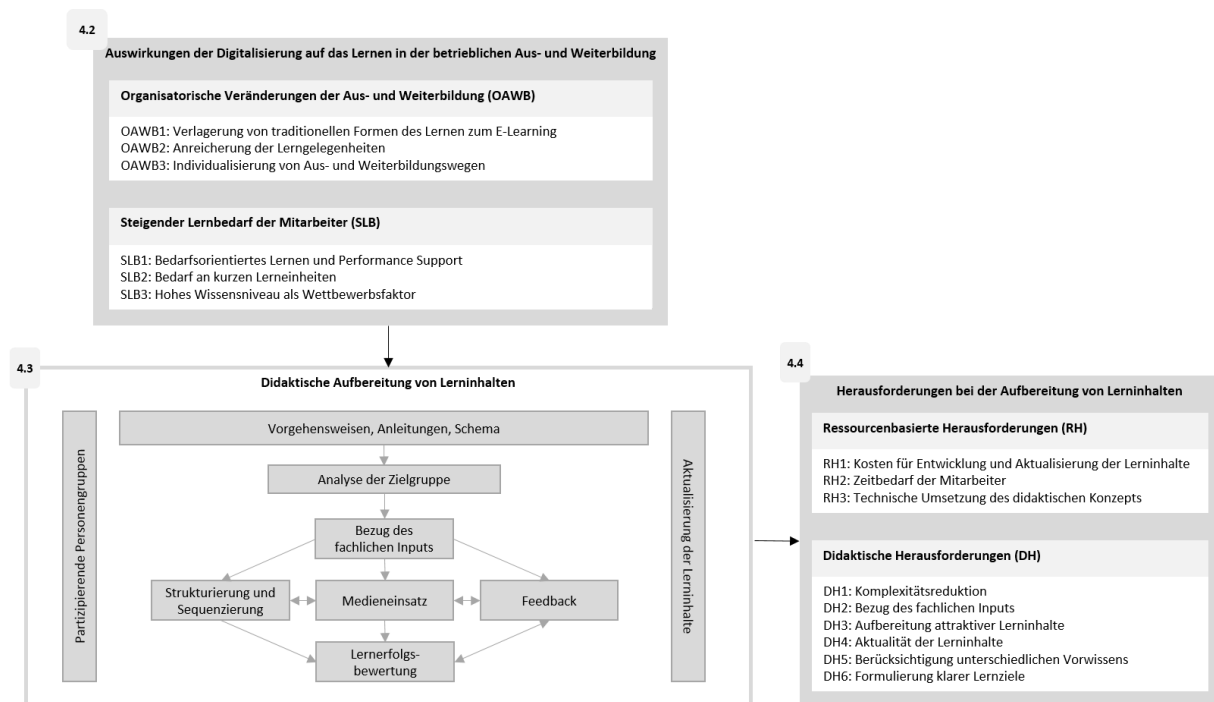 4.2
Auswirkungen der Digitalisierung auf das Lernen in der betrieblichen Aus- und Weiterbildung
Organisatorische Veränderungen der Aus- und Weiterbildung (OAWB)
OAWB1: Verlagerung von traditionellen Formen des Lernen zum E-Learning
OAWB2: Anreicherung der Lerngelegenheiten
OAWB3: Individualisierung von Aus- und Weiterbildungswegen
Steigender Lernbedarf der Mitarbeiter (SLB)
SLB1: Bedarfsorientiertes Lernen und Performance Support
SLB2: Bedarf an kurzen Lerneinheiten
SLB3: Hohes Wissensniveau als Wettbewerbsfaktor
4.3
Didaktische Aufbereitung von Lerninhalten
Partizipierende Personengruppen
Vorgehensweisen, Anleitungen, Schema
Analyse der Zielgruppe
Bezug des
fachlichen Inputs
Strukturierung und
Sequenzierung
Medieneinsatz
Feedback
Lernerfolgs-
bewertung
Aktualisierung der Lerninhalte
4.4
Herausforderungen bei der Aufbereitung von Lerninhalten
Ressourcenbasierte Herausforderungen (RH)
RH1: Kosten für Entwicklung und Aktualisierung der Lerninhalte
RH2: Zeitbedarf der Mitarbeiter
RH3: Technische Umsetzung des didaktischen Konzepts
Didaktische Herausforderungen (DH)
DH1: Komplexitätsreduktion
DH2: Bezug des fachlichen Inputs
DH3: Aufbereitung attraktiver Lerninhalte
DH4: Aktualität der Lerninhalte
DH5: Berücksichtigung unterschiedlichen Vorwissens
DH6: Formulierung klarer Lernziele